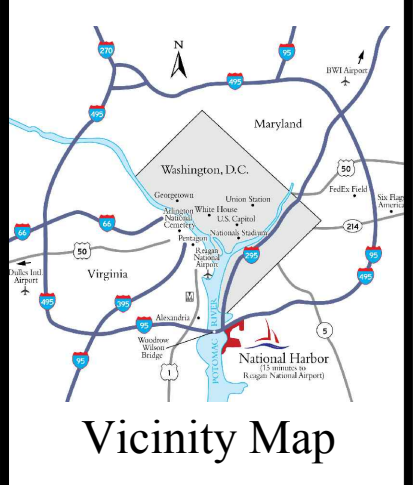 270
N
95
BWI Airport
495
495
Maryland
Washington, D.C.
50
Georgetown
Union Station
FedEx Field
Six Flags
America
Arlington
National
Cemetery
White House
U.S. Capitol
66
66
214
Pentagon
Nationals Stadium
50
Reagan
National
Airport
295
95
Dulles Intl.
Airport
Virginia
495
495
395
M
Alexandria
95
5
Woodrow
Wilson
Bridge
POTOMAC RIVER
National Harbor
(15 minutes to
Reagan National Airport)
95
1
5
Vicinity Map